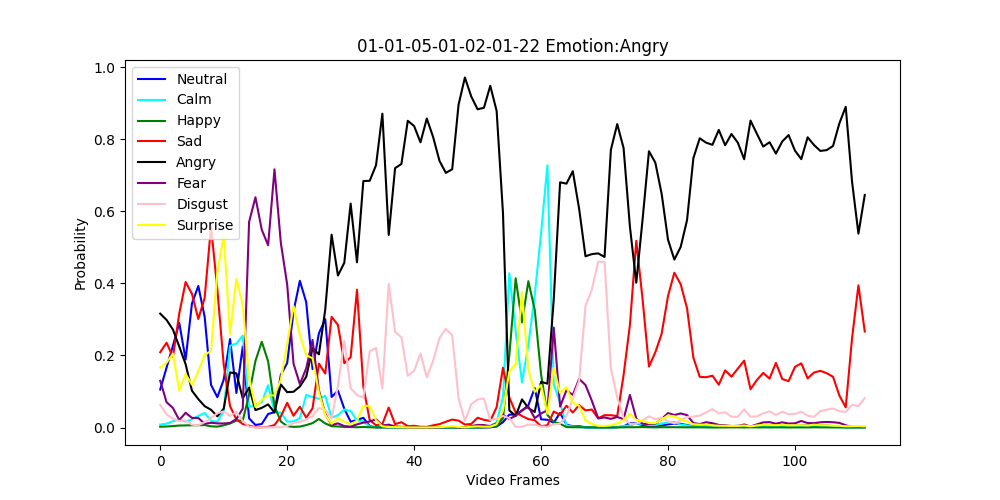 01-01-05-01-02-01-22 Emotion:Angry
1.0
0.8
0.6
0.4
0.2
0.0
Probability
Neutral
Calm
Happy
Sad
Angry
Fear
Disgust
Surprise
0 20 40 60 80 100
Video Frames